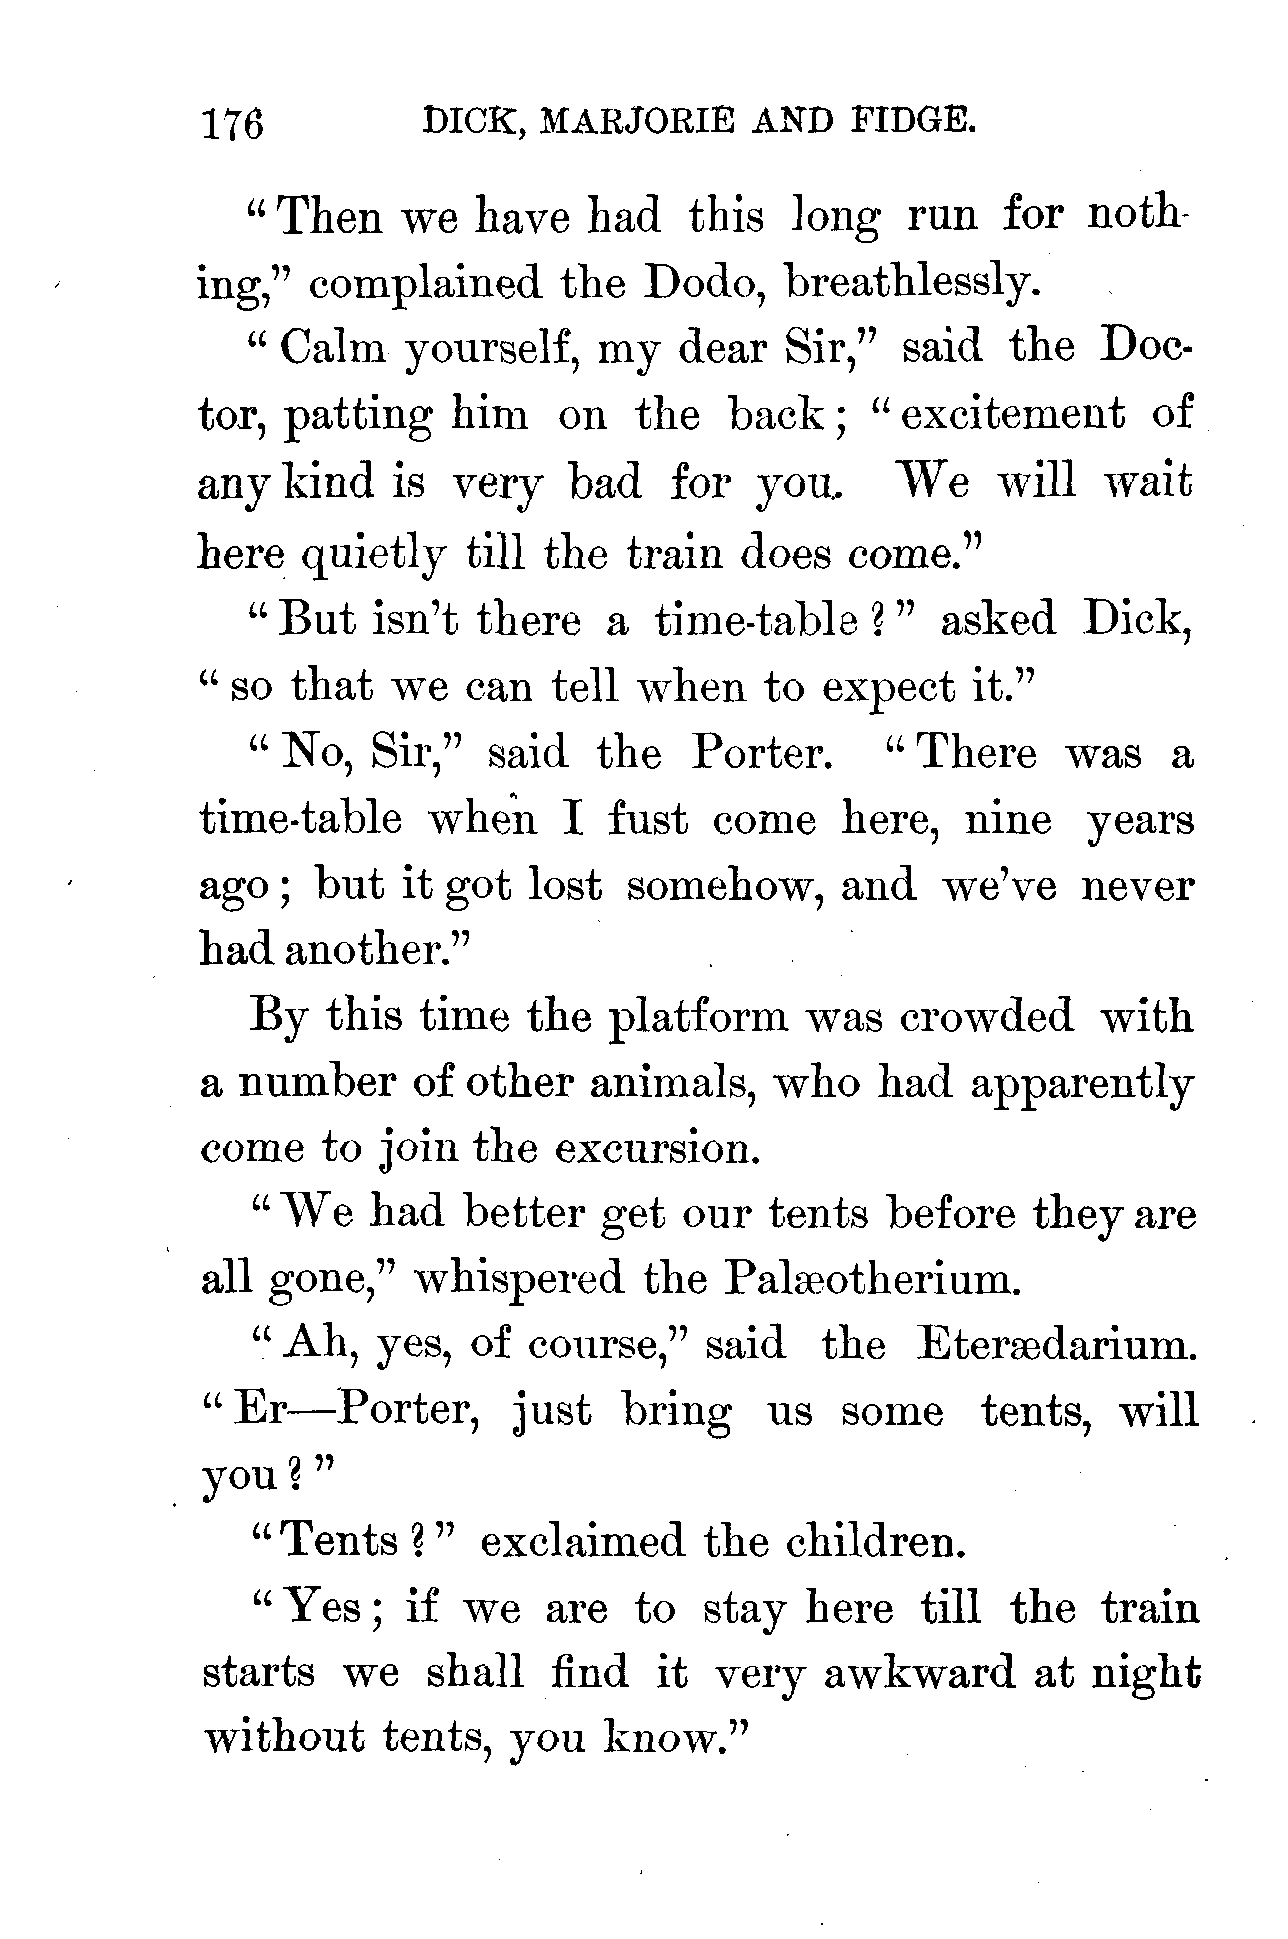 176 DICK, MARJORIE AND FIDGE.
“Then we have had this long run for noth-
ing,” complained the Dodo, breathlessly.
“Calm yourself, my dear Sir,” said the Doc-
tor, patting him on the back; “excitement of
any kind is very bad for you. We will wait
here quietly till the train does come.”
“But isn't there a time-table?” asked Dick,
“so that we can tell when to expect it.”
“No, Sir,” said the Porter. “There was a
time-table when I fust come here, nine years
ago; but it got lost somehow, and we've never
had another.”
By this time the platform was crowded with
a number of other animals, who had apparently
come to join the excursion.
“We had better get our tents before they are
all gone,” whispered the Palæotherium.
“Ah, yes, of course,” said the Eteræedarium.
“Er—Porter, just bring us some tents, will
you?”
“Tents?” exclaimed the children.
“Yes; if we are to stay here till the train
starts we shall find it very awkward at night
without tents, you know.”